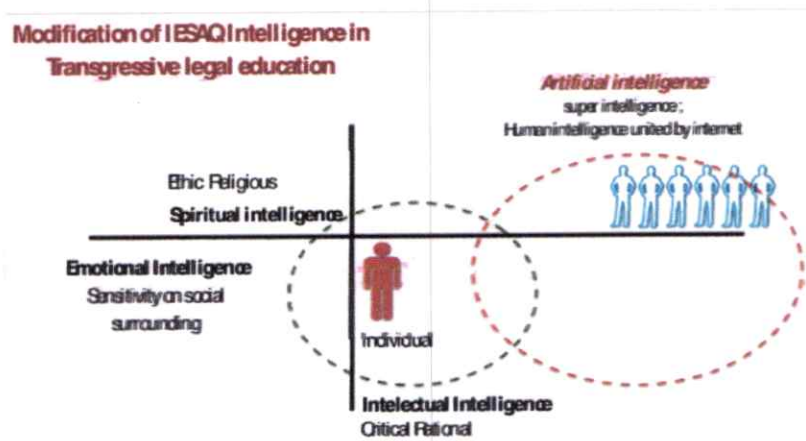 Modification of IESAQ Intelligence in
Transgressive legal education
Artificial intelligence
super intelligence;
Human intelligence united by internet
Ethic Religious
Spiritual intelligence
Emotional Intelligence
Sensitivity on social
surrounding
Individual
Intelectual Intelligence
Critical Rational